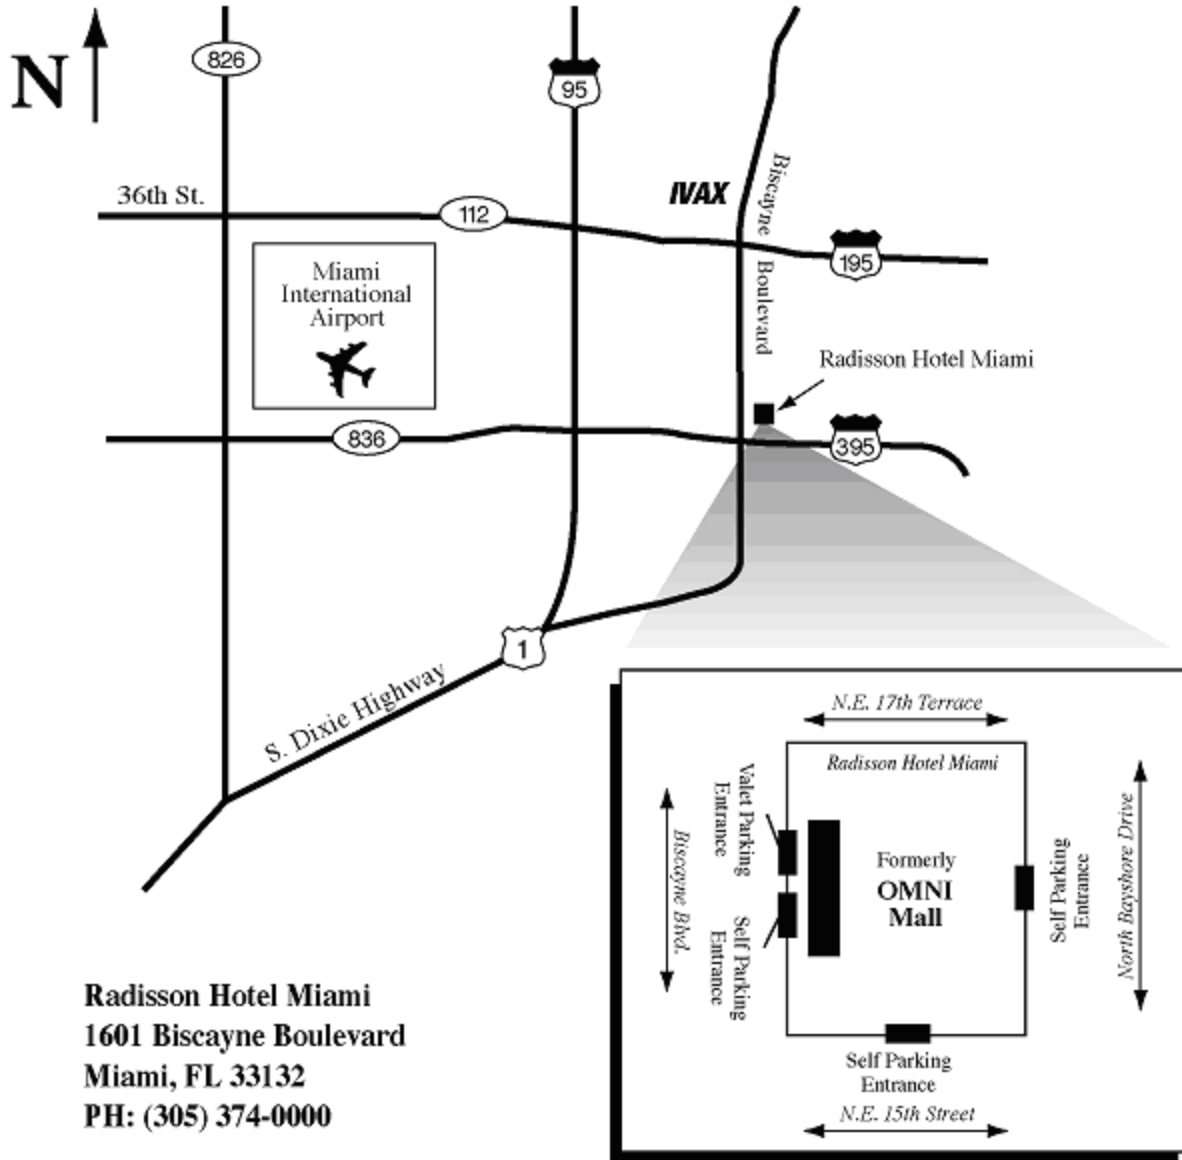 N
826
95
36th St.
112
IVAX
Biscayne Boulevard
195
Miami
International
Airport
Radisson Hotel Miami
836
395
1
S. Dixie Highway
N.E. 17th Terrace
Radisson Hotel Miami
Valet Parking
Entrance
Biscayne Blvd.
Self Parking
Entrance
Formerly
OMNI
Mall
Self Parking
Entrance
North Bayshore Drive
Self Parking
Entrance
N.E. 15th Street
Radisson Hotel Miami
1601 Biscayne Boulevard
Miami, FL 33132
PH: (305) 374-0000